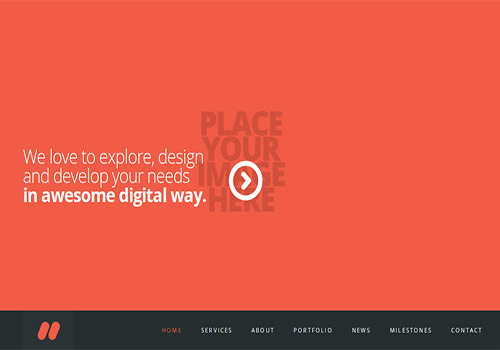 PLACE
YOUR
IMAGE
HERE
We love to explore, design
and develop your needs
in awesome digital way.
HOME SERVICES ABOUT PORTFOLIO NEWS MILESTONES CONTACT